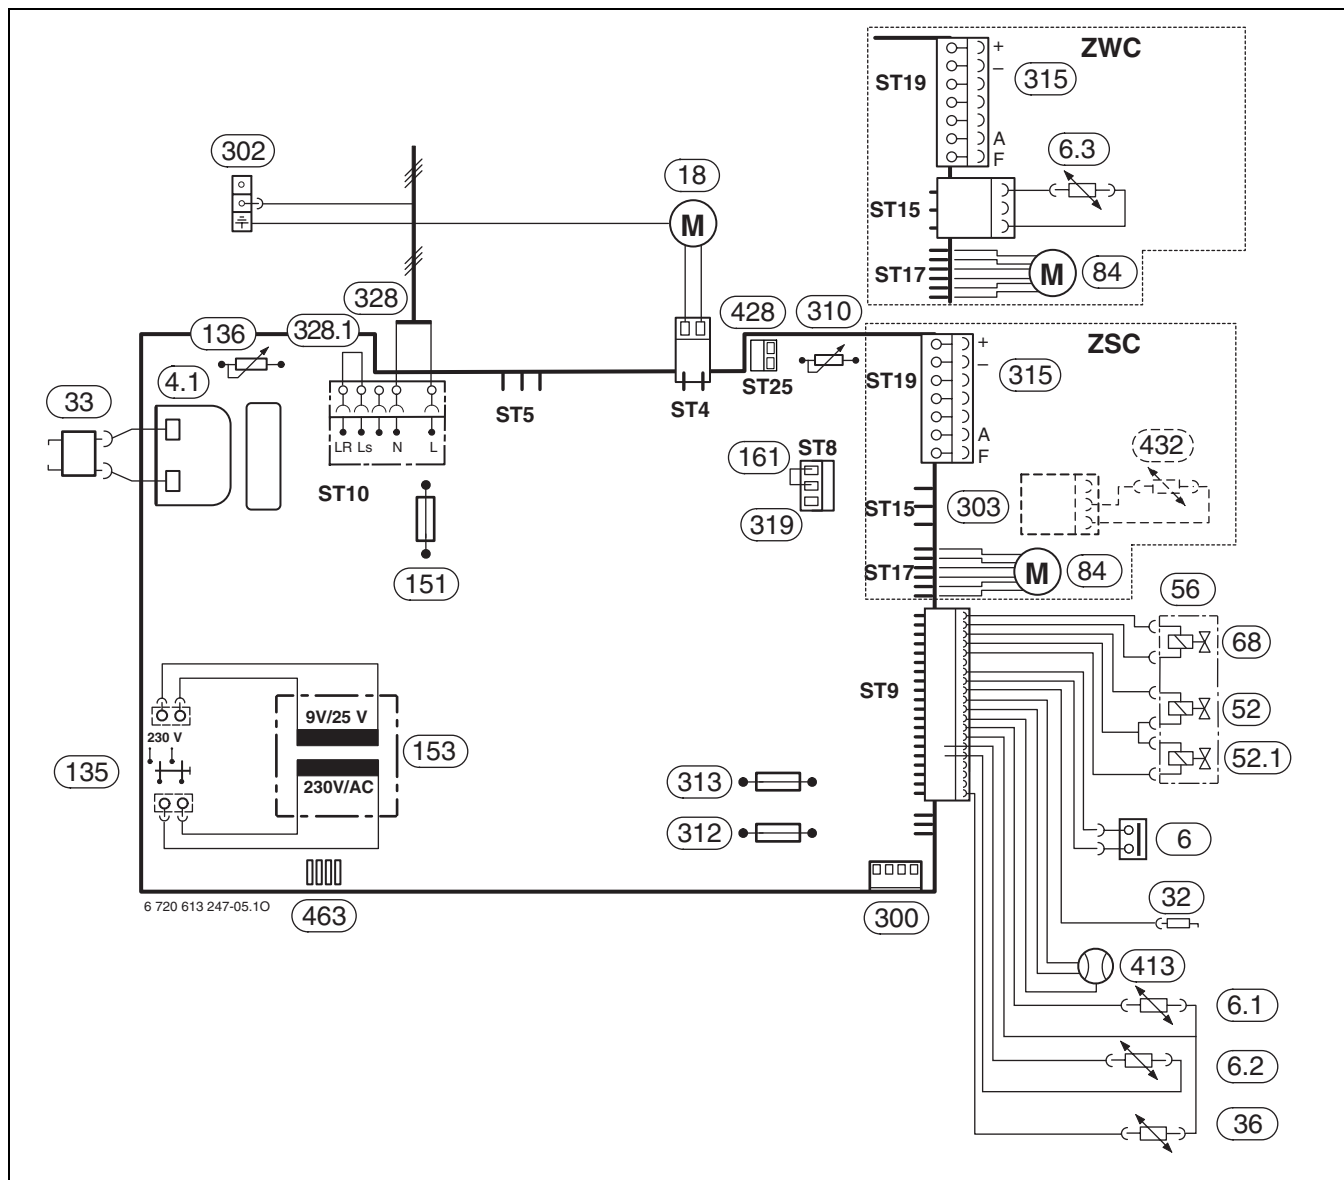 ZWC
ST19
+
–
315
A
F
6.3
ST15
ST17
M
84
302
18
M
328
428
310
136
328.1
4.1
33
LR Ls N L
ST10
ST5
ST4
ST25
151
161
ST8
319
ZSC
ST19
+
–
315
A
F
432
303
ST15
ST17
M
84
56
68
52
52.1
ST9
9V/25 V
230V/AC
153
230 V
135
313
312
6
32
413
6.1
6.2
36
6 720 613 247-05.1O
463
300